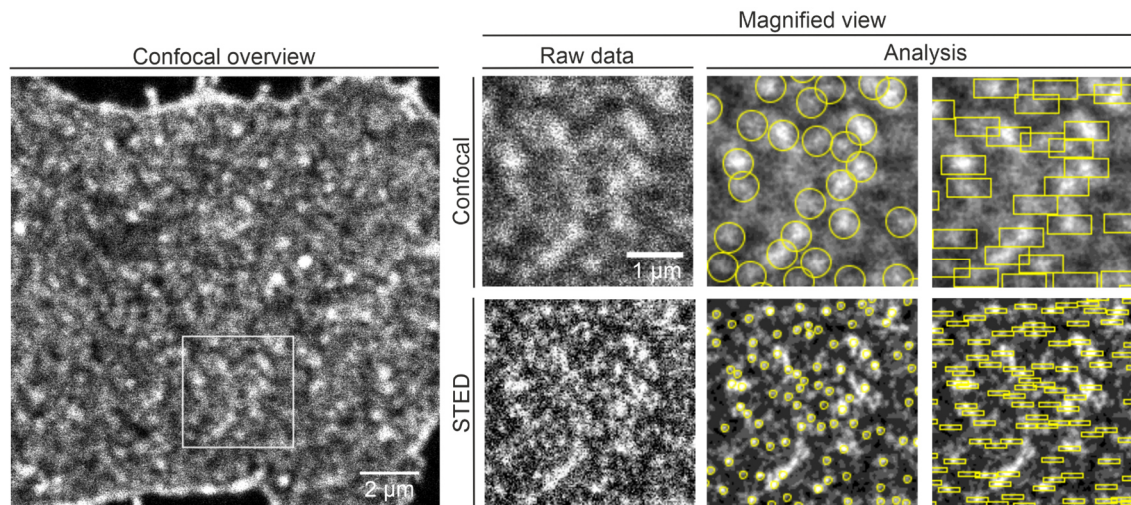 Magnified view
Confocal overview
Raw data
Analysis
Confocal
1 µm
STED
2 µm